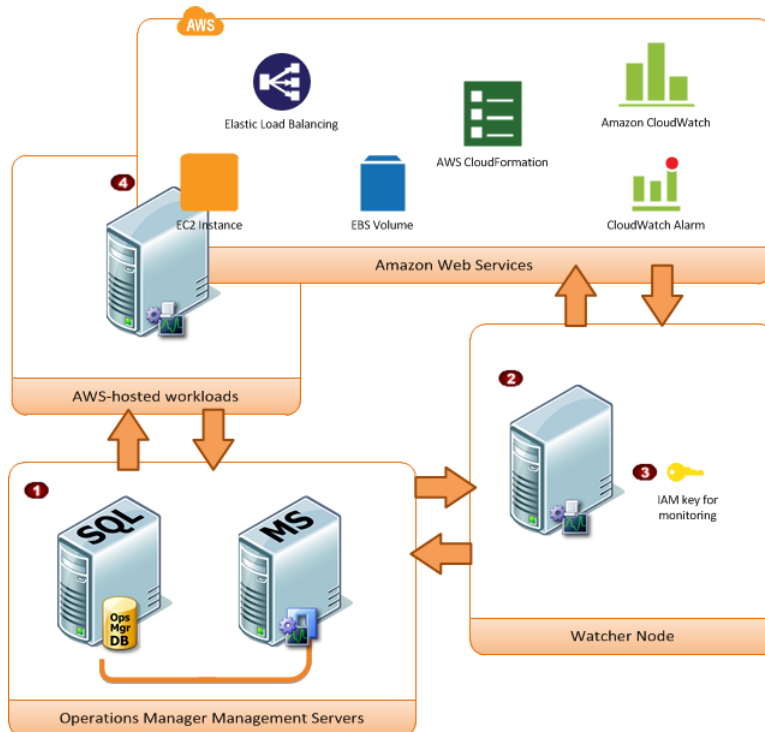 AWS
Elastic Load Balancing
AWS CloudFormation
Amazon CloudWatch
4
EC2 Instance
EBS Volume
CloudWatch Alarm
Amazon Web Services
AWS-hosted workloads
2
3
IAM key for
monitoring
Watcher Node
1
SQL
MS
Ops
Mgr
DB
Operations Manager Management Servers